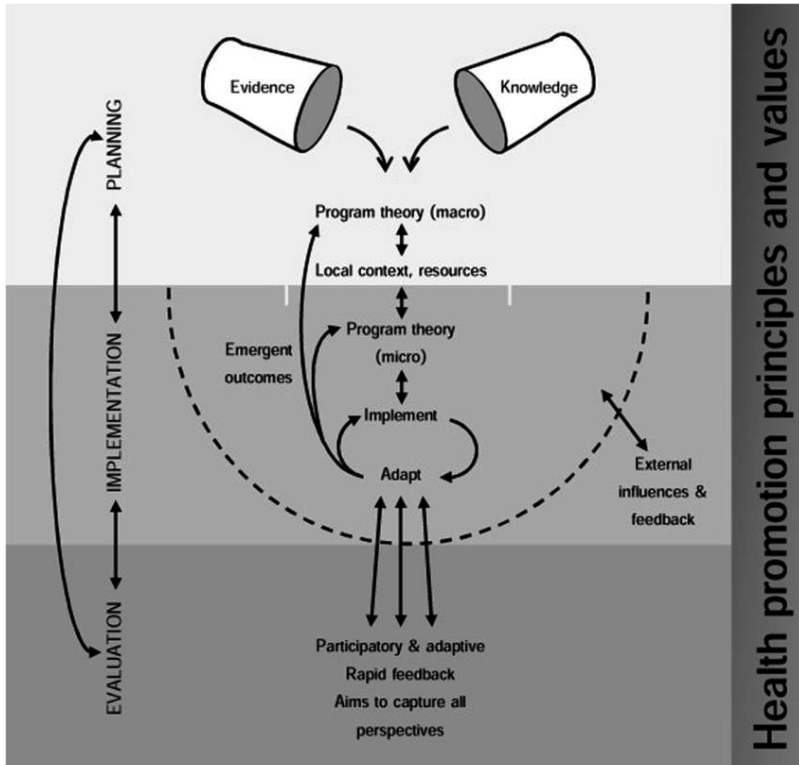 Evidence
Knowledge
PLANNING
Program theory (macro)
Local context, resources
Program theory
(micro)
Emergent
outcomes
IMPLEMENTATION
Implement
Adapt
External
influences &
feedback
EVALUATION
Participatory & adaptive
Rapid feedback
Aims to capture all
perspectives
Health promotion principles and values